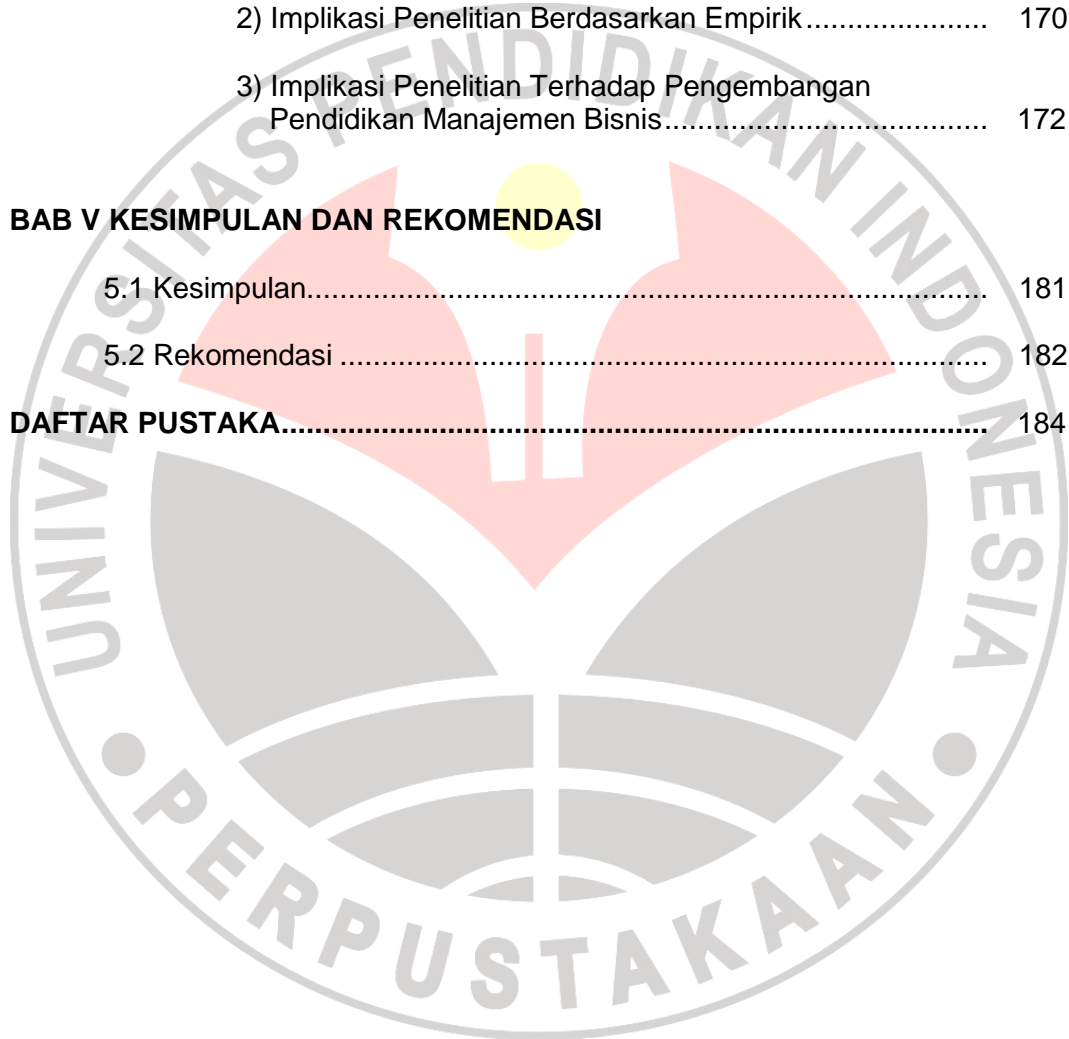 2) Implikasi Penelitian Berdasarkan Empirik...................... 170
3) Implikasi Penelitian Terhadap Pengembangan
Pendidikan Manajemen Bisnis....................................... 172
BAB V KESIMPULAN DAN REKOMENDASI
5.1 Kesimpulan................................................................................... 181
5.2 Rekomendasi ............................................................................... 182
DAFTAR PUSTAKA..................................................................................... 184
UNIVERSITAS PENDIDIKAN INDONESIA
PERPUSTAKAAN